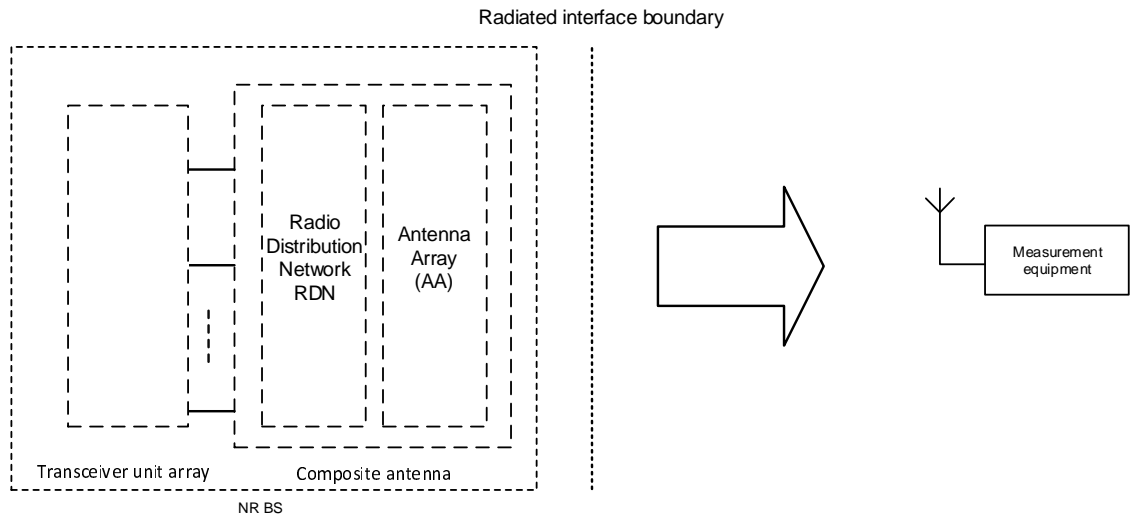 Radiated interface boundary
Radio
Distribution
Network
RDN
Antenna
Array
(AA)
Measurement
equipment
Transceiver unit array
Composite antenna
NR BS